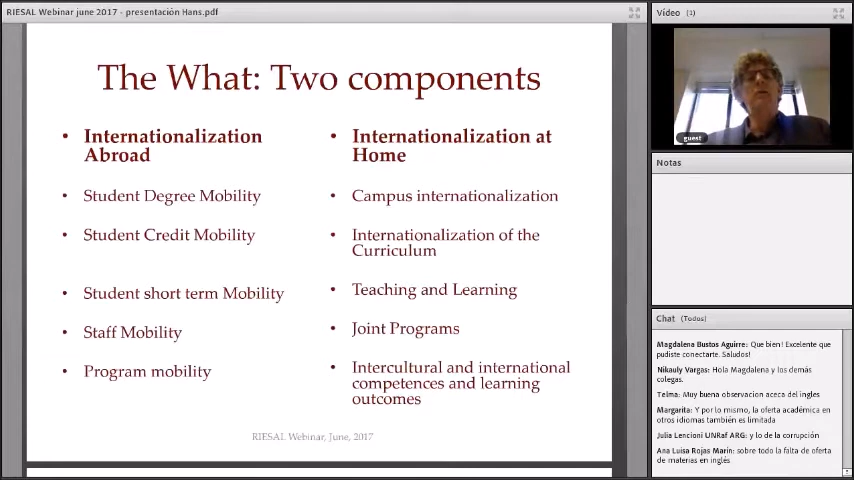 RIESAL Webinar june 2017 - presentación Hans.pdf
The What: Two components
• Internationalization
Abroad
• Student Degree Mobility
• Student Credit Mobility
• Student short term Mobility
• Staff Mobility
• Program mobility
• Internationalization at
Home
• Campus internationalization
• Internationalization of the
Curriculum
• Teaching and Learning
• Joint Programs
• Intercultural and international
competences and learning
outcomes
RIESAL Webinar, June, 2017
Vídeo (1)
guest
Notas
Chat (Todos)
Magdalena Bustos Aguirre: Que bien! Excelente que
pudiste conectarte. Saludos!
Nikauly Vargas: Hola Magdalena y los demás
colegas.
Telma: Muy buena observacion aceca del ingles
Margarita: Y por lo mismo, la oferta académica en
otros idiomas también es limitada
Julia Lencioni UNRaf ARG: y lo de la corrupción
Ana Luisa Rojas Marín: sobre todo la falta de oferta
de materias en inglés